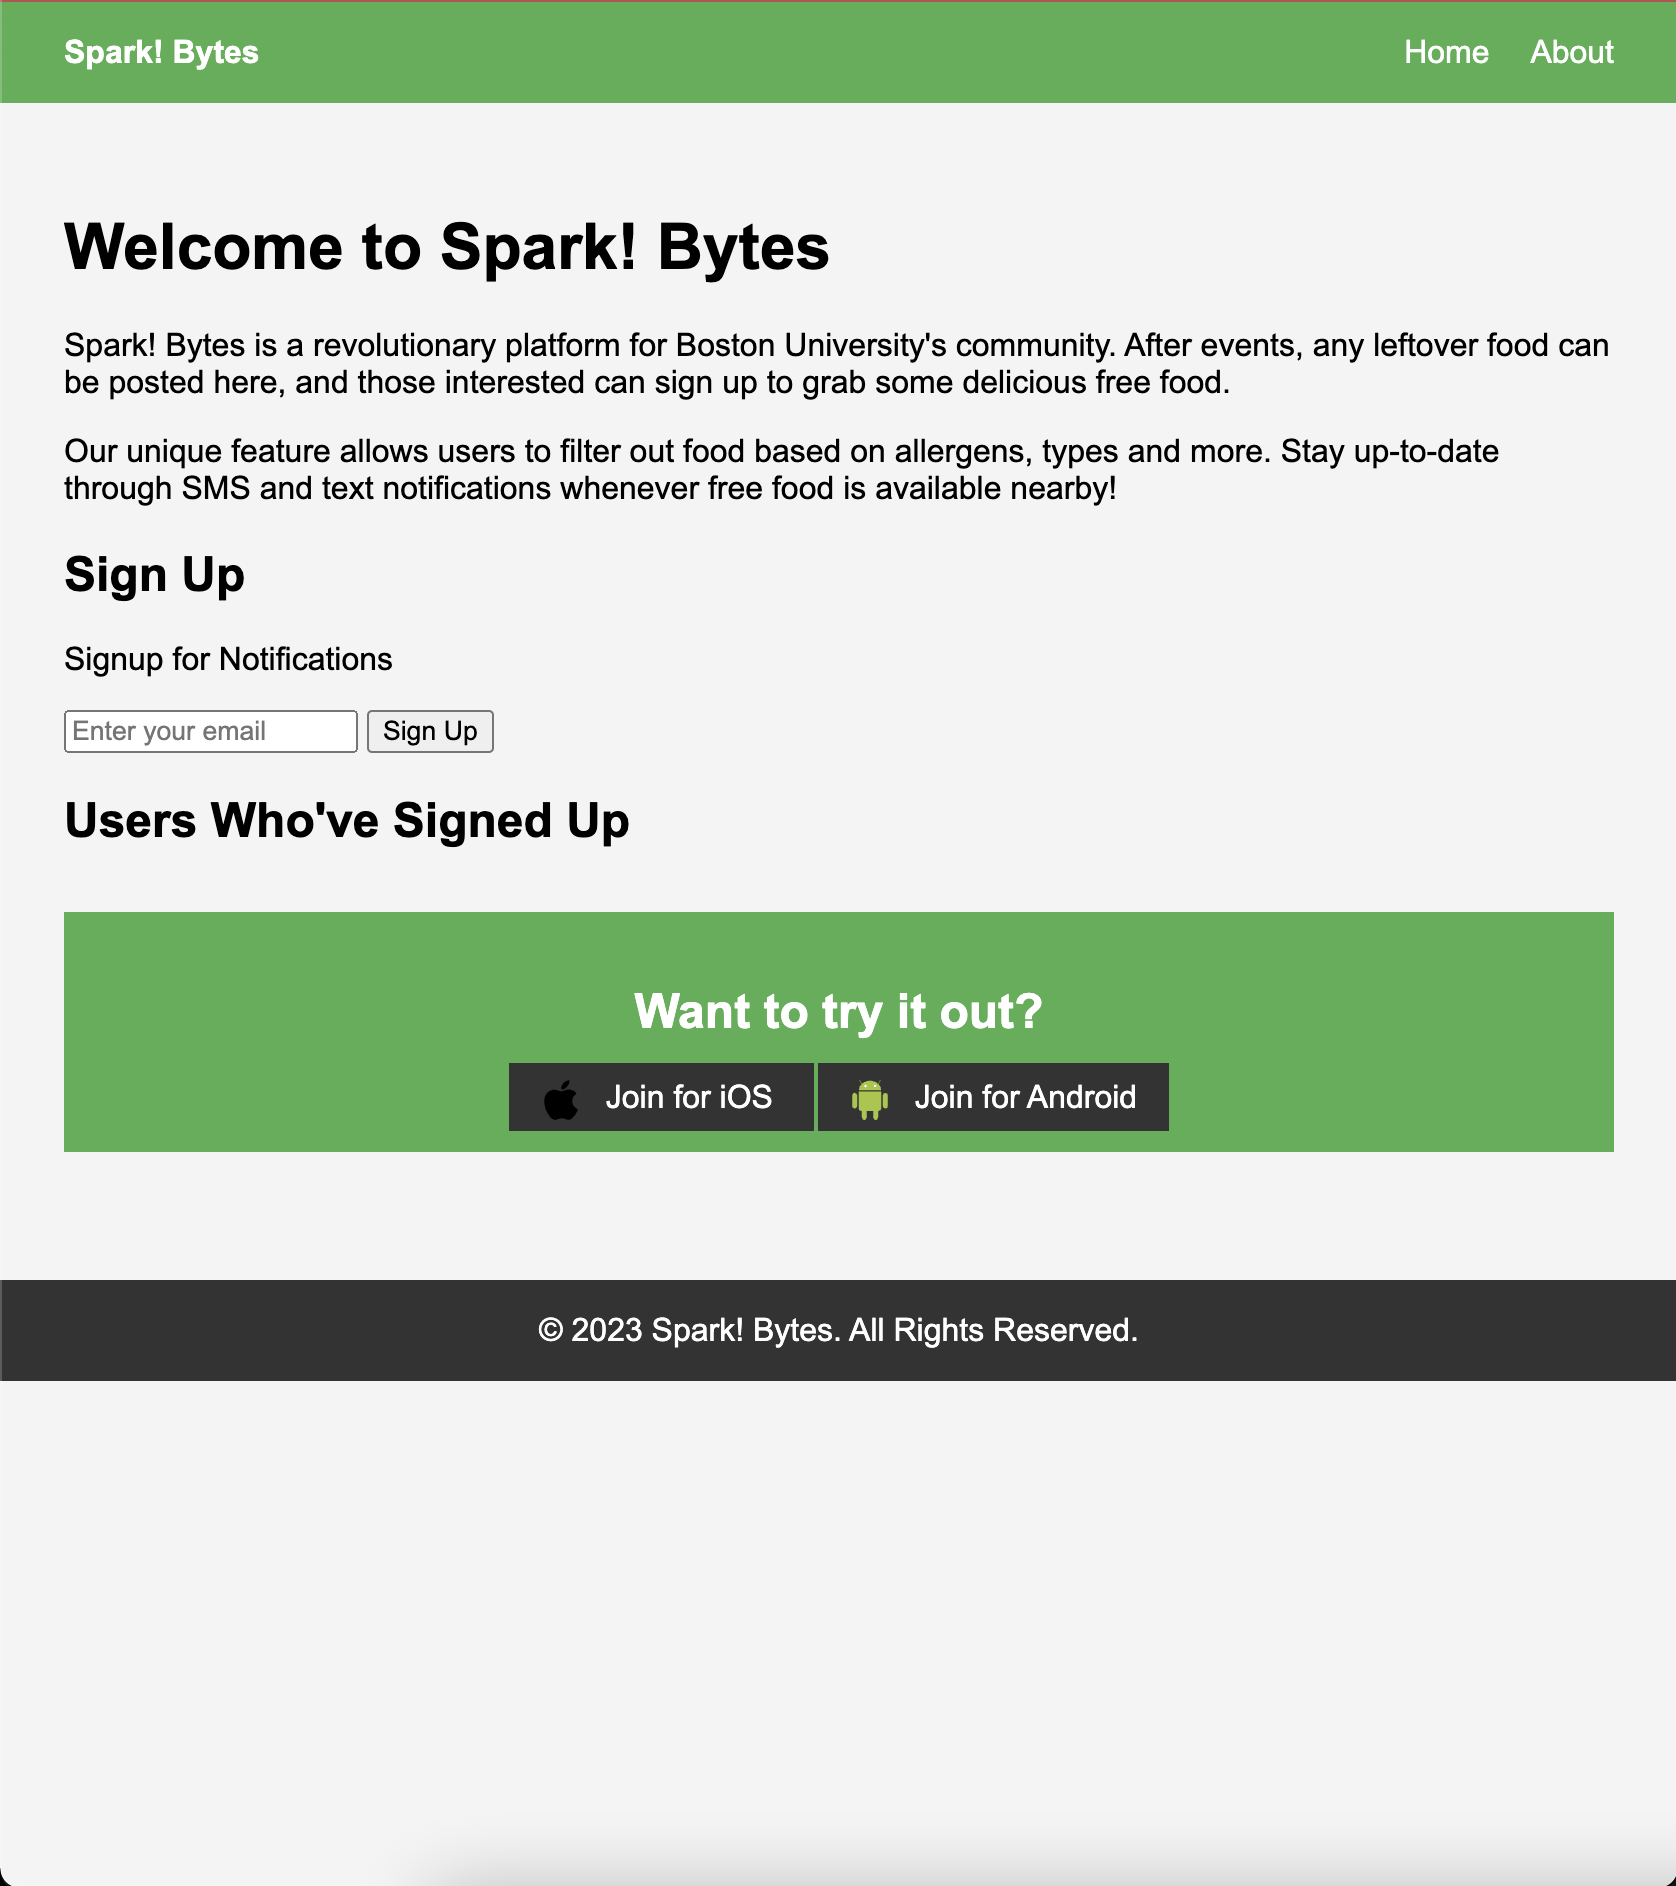 Spark! Bytes
Home About
Welcome to Spark! Bytes
Spark! Bytes is a revolutionary platform for Boston University's community. After events, any leftover food can
be posted here, and those interested can sign up to grab some delicious free food.
Our unique feature allows users to filter out food based on allergens, types and more. Stay up-to-date
through SMS and text notifications whenever free food is available nearby!
Sign Up
Signup for Notifications
Enter your email Sign Up
Users Who've Signed Up
Want to try it out?
Join for iOS Join for Android
© 2023 Spark! Bytes. All Rights Reserved.